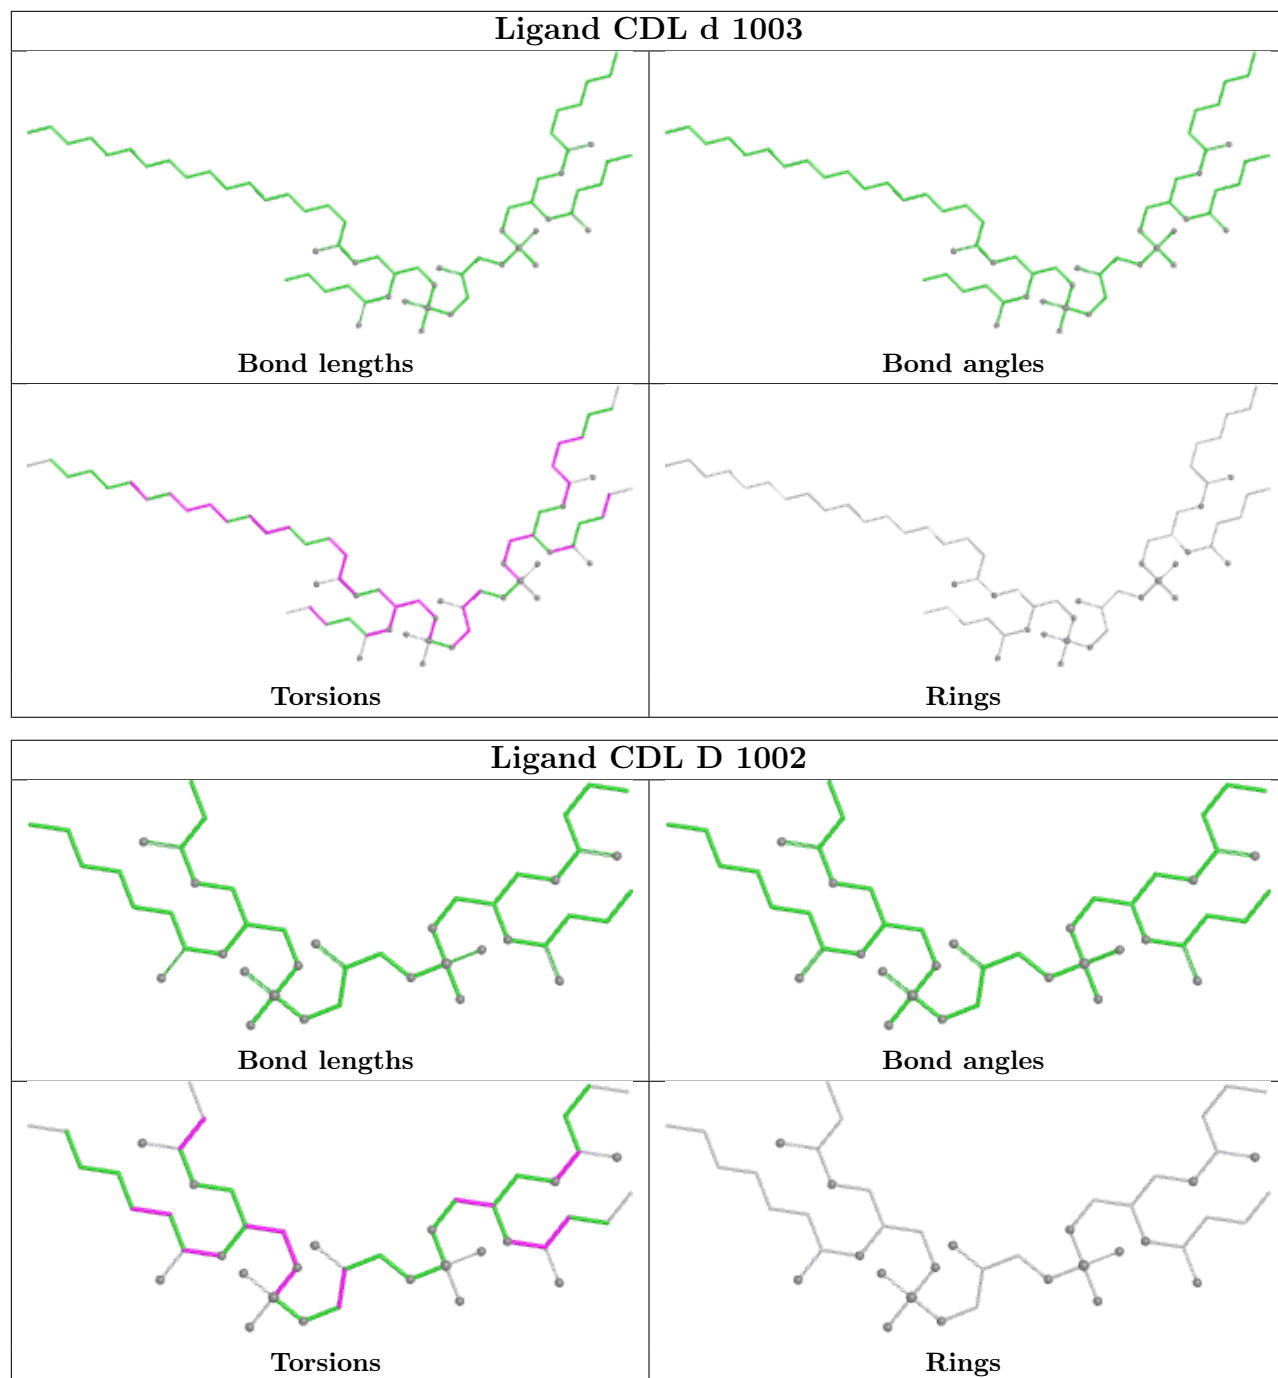 Ligand CDL d 1003
Bond lengths
Bond angles
Torsions
Rings
Ligand CDL D 1002
Bond lengths
Bond angles
Torsions
Rings